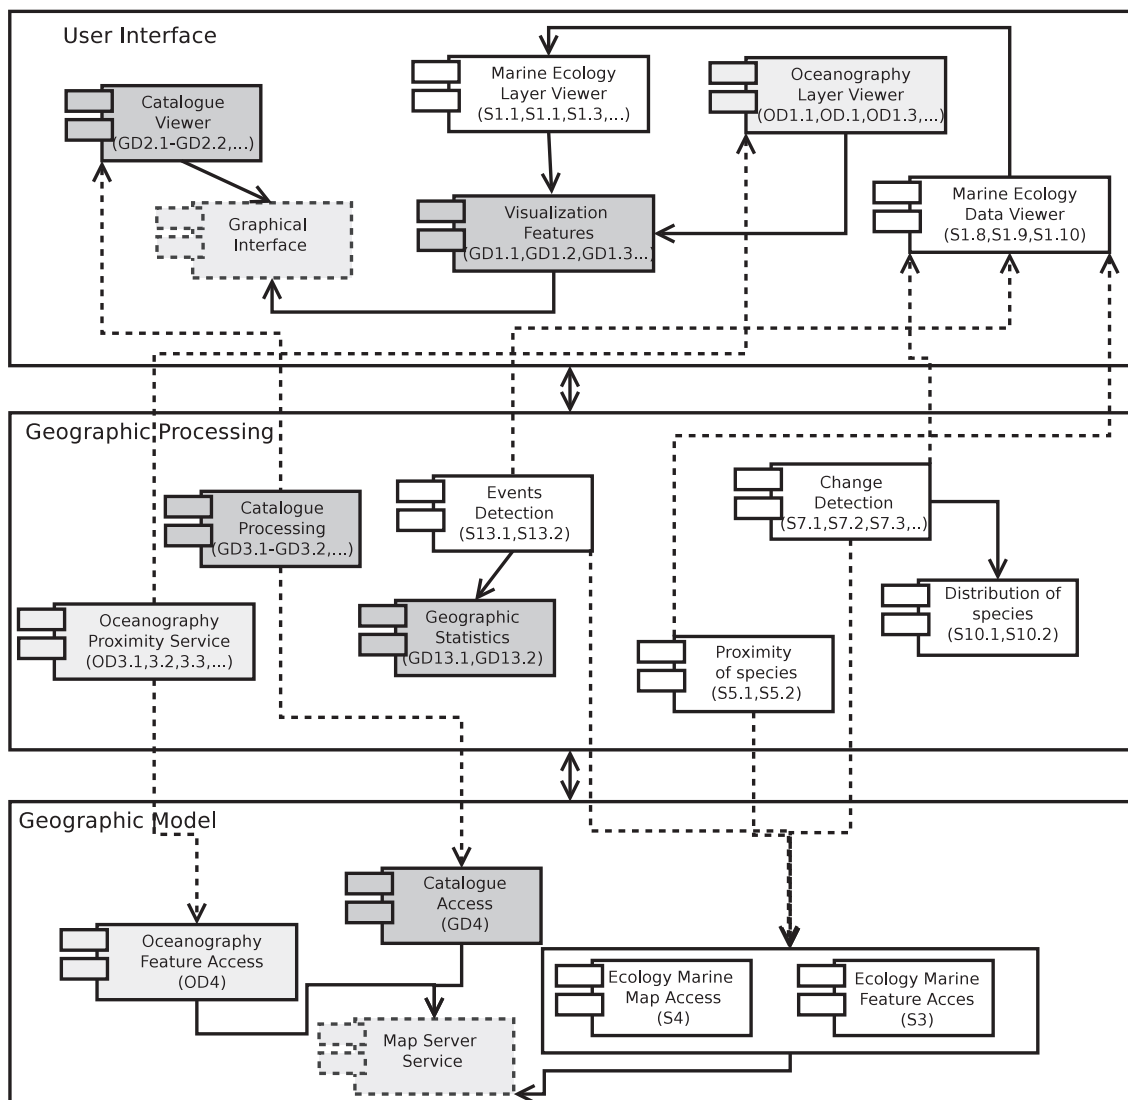 User Interface
Catalogue
Viewer
(GD2.1-GD2.2,...)
Marine Ecology
Layer Viewer
(S1.1,S1.1,S1.3,...)
Oceanography
Layer Viewer
(OD1.1,OD.1,OD1.3,...)
Graphical
Interface
Visualization
Features
(GD1.1,GD1.2,GD1.3...)
Marine Ecology
Data Viewer
(S1.8,S1.9,S1.10)
Geographic Processing
Catalogue
Processing
(GD3.1-GD3.2,...)
Events
Detection
(S13.1,S13.2)
Change
Detection
(S7.1,S7.2,S7.3,..)
Oceanography
Proximity Service
(OD3.1,3.2,3.3,...)
Geographic
Statistics
(GD13.1,GD13.2)
Proximity
of species
(S5.1,S5.2)
Distribution of
species
(S10.1,S10.2)
Geographic Model
Catalogue
Access
(GD4)
Oceanography
Feature Access
(OD4)
Map Server
Service
Ecology Marine
Map Access
(S4)
Ecology Marine
Feature Acces
(S3)